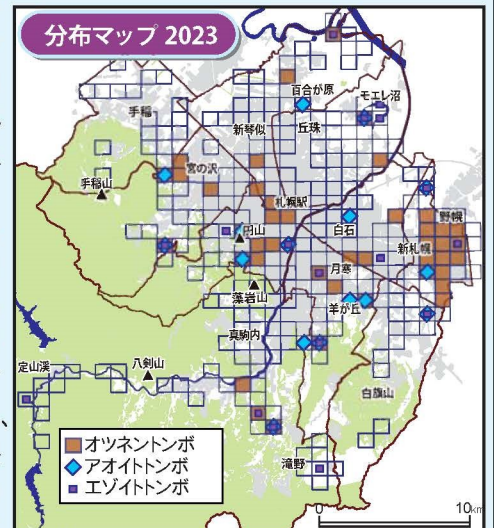 分布マップ 2023
百合が原
モエレ沼
手稲
新琴似
丘珠
宮の沢
手稲山
札幌駅
野幌
円山
白石
新札幌
月寒
藻岩山
羊が丘
真駒内
定山渓
八剣山
白旗山
オツネントンボ
アオイトトンボ
エゾイトトンボ
滝野
0 10km